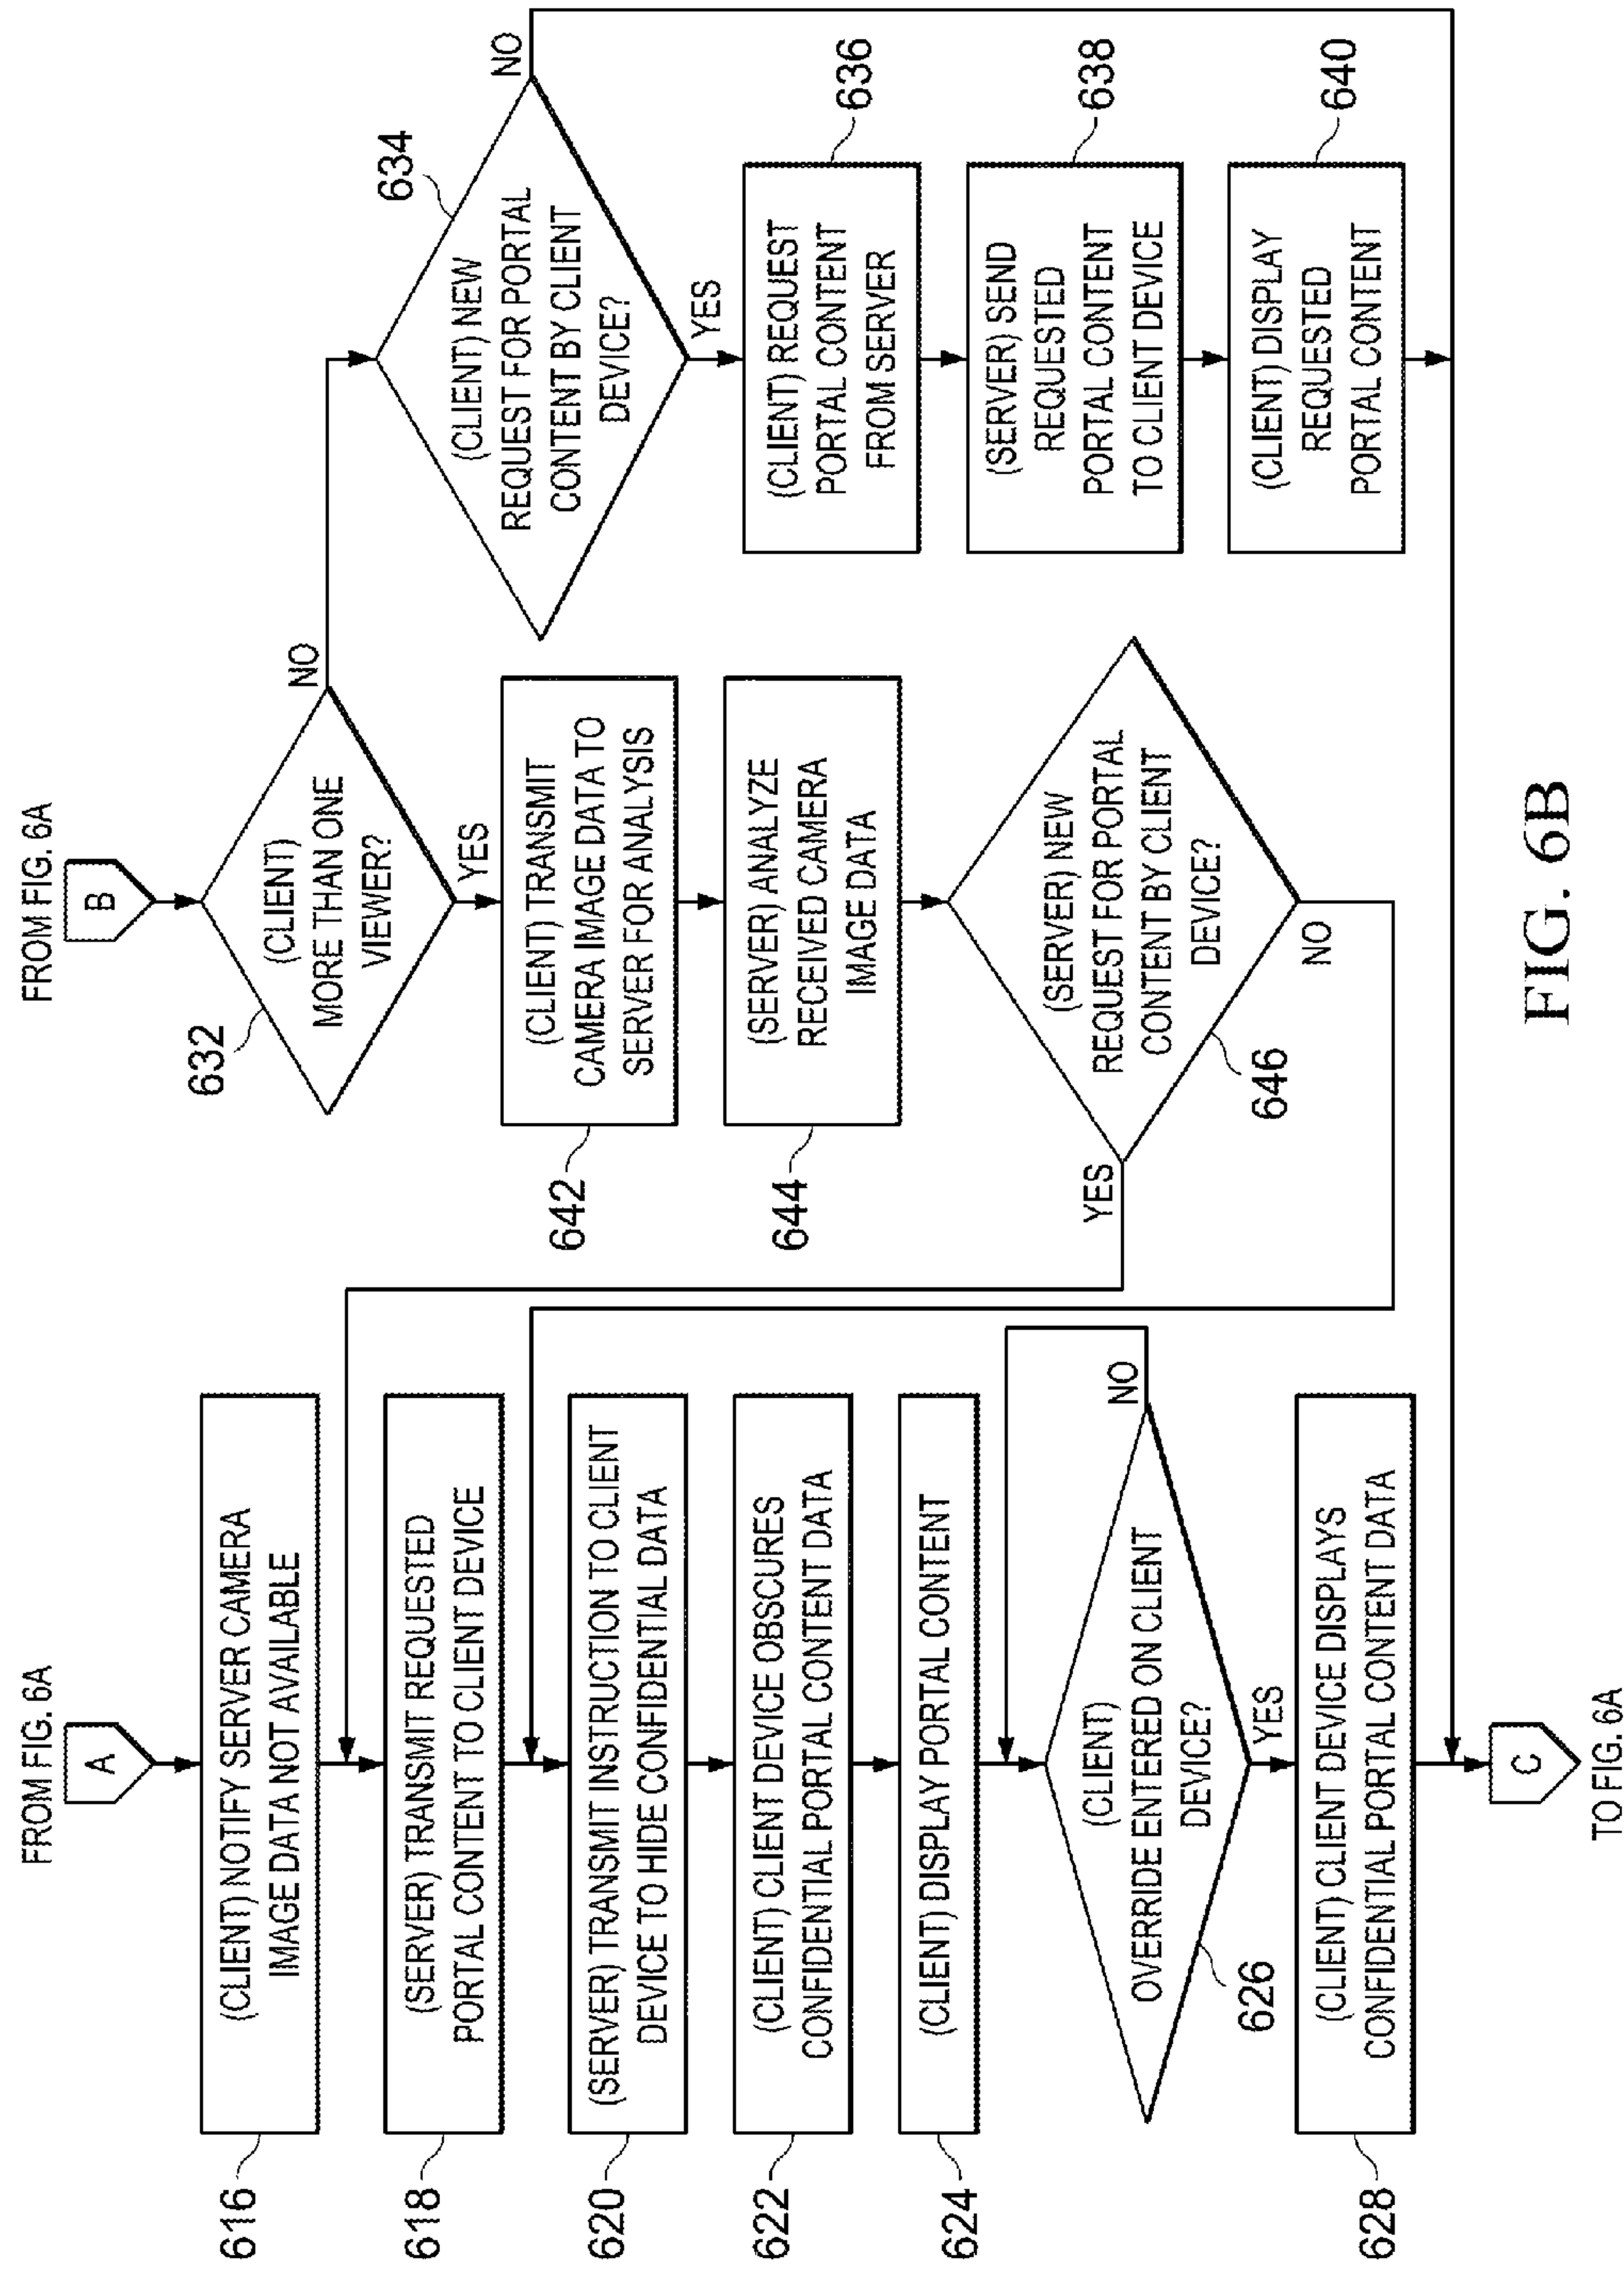 FROM FIG. 6A
A
616
(CLIENT) NOTIFY SERVER CAMERA
IMAGE DATA NOT AVAILABLE
618
(SERVER) TRANSMIT REQUESTED
PORTAL CONTENT TO CLIENT DEVICE
620
(SERVER) TRANSMIT INSTRUCTION TO CLIENT
DEVICE TO HIDE CONFIDENTIAL DATA
622
(CLIENT) CLIENT DEVICE OBSCURES
CONFIDENTIAL PORTAL CONTENT DATA
624
(CLIENT) DISPLAY PORTAL CONTENT
(CLIENT)
OVERRIDE ENTERED ON CLIENT
DEVICE?
626
NO
YES
628
(CLIENT) CLIENT DEVICE DISPLAYS
CONFIDENTIAL PORTAL CONTENT DATA
C
TO FIG. 6A
FROM FIG. 6A
B
632
(CLIENT)
MORE THAN ONE
VIEWER?
NO
YES
642
(CLIENT) TRANSMIT
CAMERA IMAGE DATA TO
SERVER FOR ANALYSIS
644
(SERVER) ANALYZE
RECEIVED CAMERA
IMAGE DATA
(SERVER) NEW
REQUEST FOR PORTAL
CONTENT BY CLIENT
DEVICE?
YES
646
NO
634
(CLIENT) NEW
REQUEST FOR PORTAL
CONTENT BY CLIENT
DEVICE?
NO
YES
(CLIENT) REQUEST
PORTAL CONTENT
FROM SERVER
636
(SERVER) SEND
REQUESTED
PORTAL CONTENT
TO CLIENT DEVICE
638
(CLIENT) DISPLAY
REQUESTED
PORTAL CONTENT
640
FIG. 6B